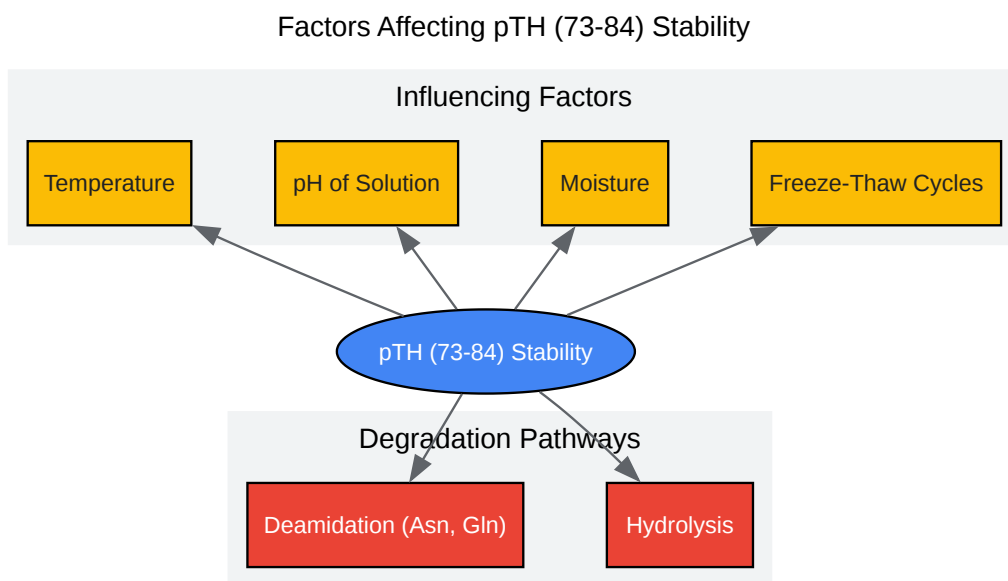 Factors Affecting pTH (73-84) Stability
Influencing Factors
Temperature
pH of Solution
Moisture
Freeze-Thaw Cycles
pTH (73-84) Stability
Degradation Pathways
Deamidation (Asn, Gln)
Hydrolysis